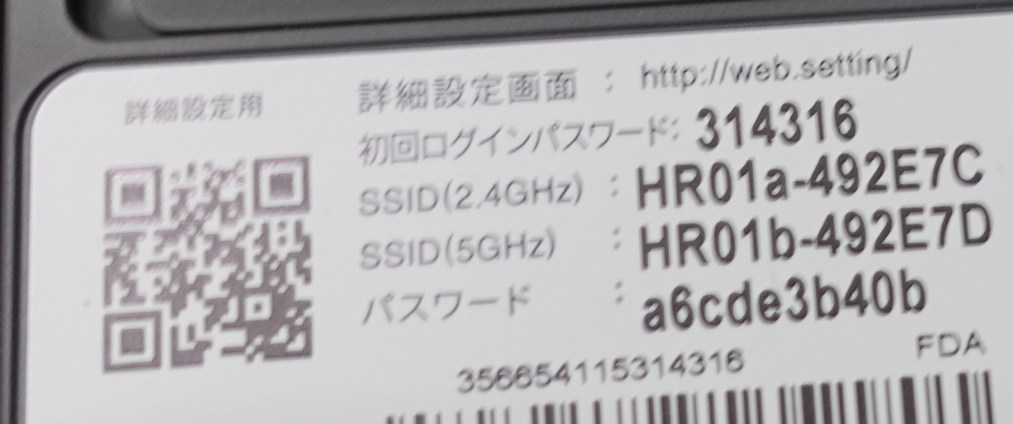 詳細設定用
詳細設定画面 : http://web.setting/
初回ログインパスワード: 314316
SSID(2.4GHz) : HR01a-492E7C
SSID(5GHz) : HR01b-492E7D
パスワード : a6cde3b40b
356654115314316
FDA